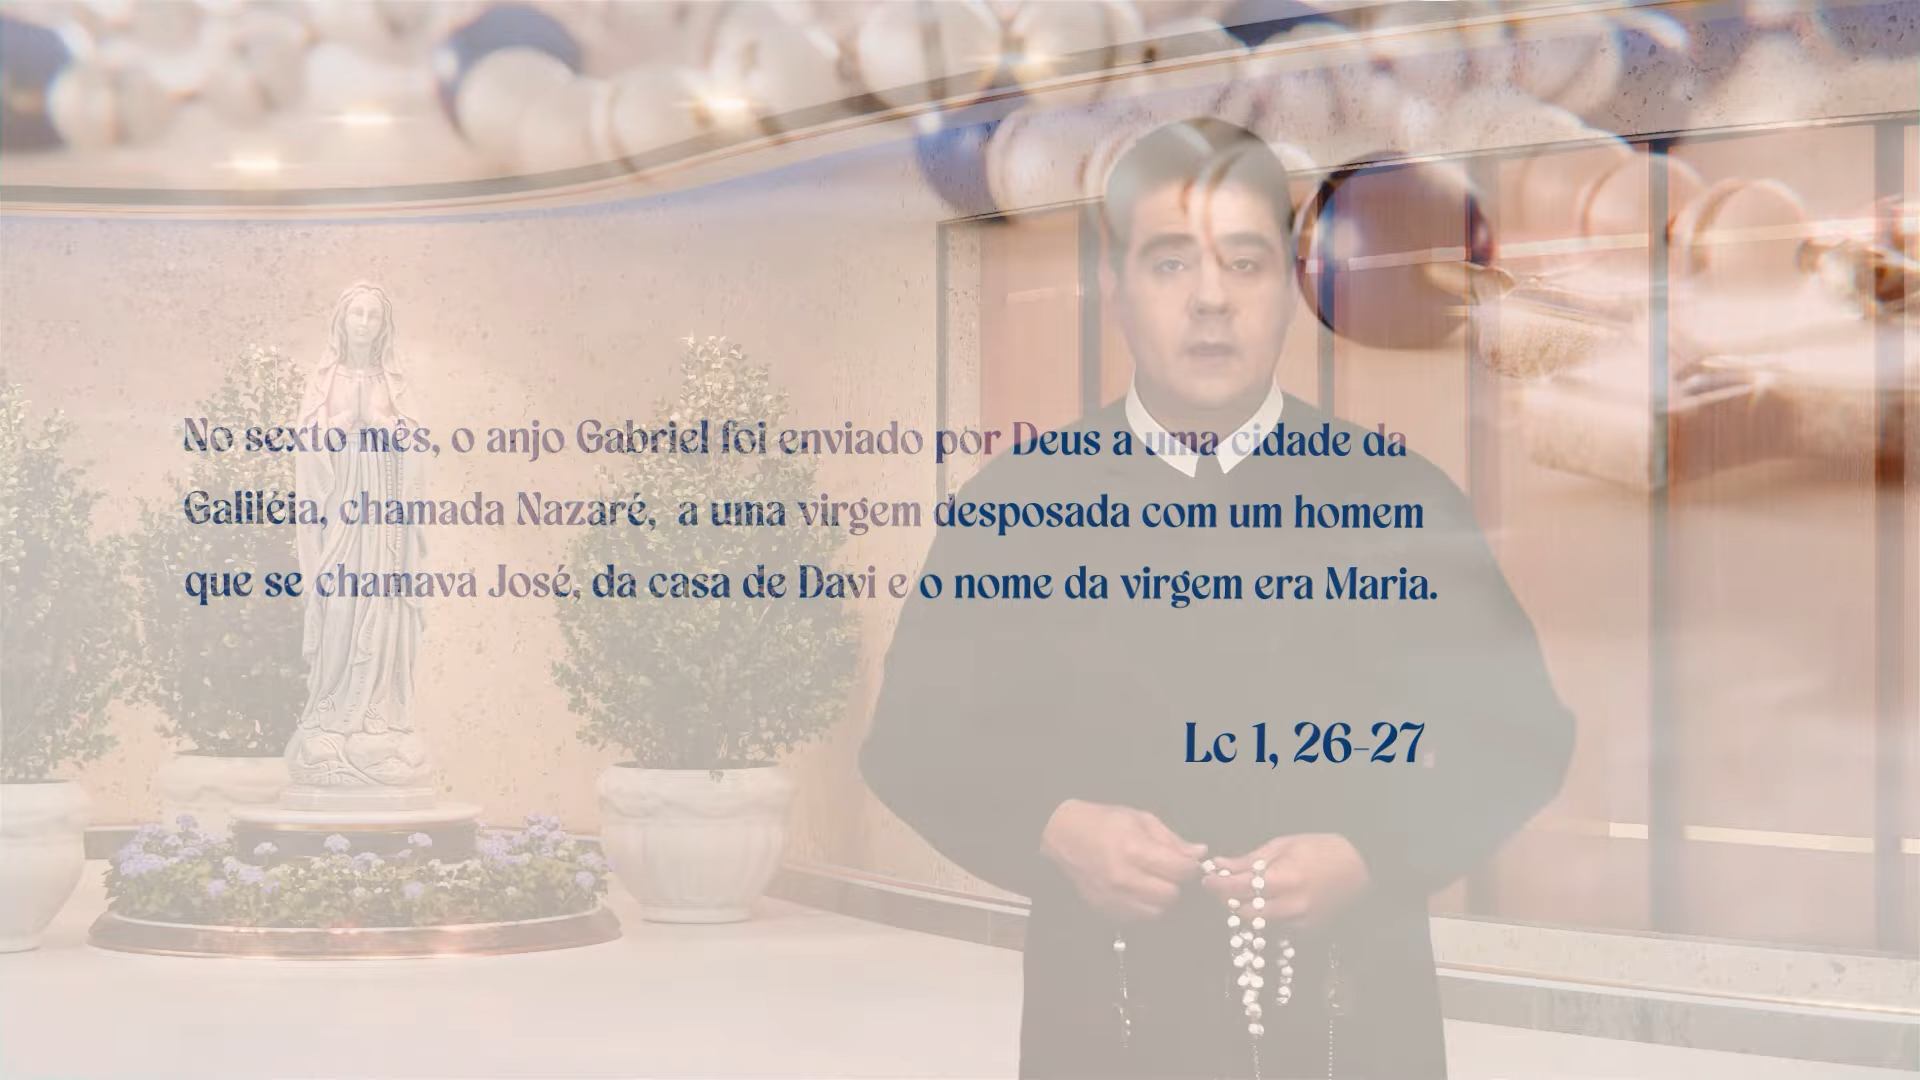 No sexto mês, o anjo Gabriel foi enviado por Deus a uma cidade da
Galiléia, chamada Nazaré, a uma virgem desposada com um homem
que se chamava José, da casa de Davi e o nome da virgem era Maria.
Lc 1, 26-27